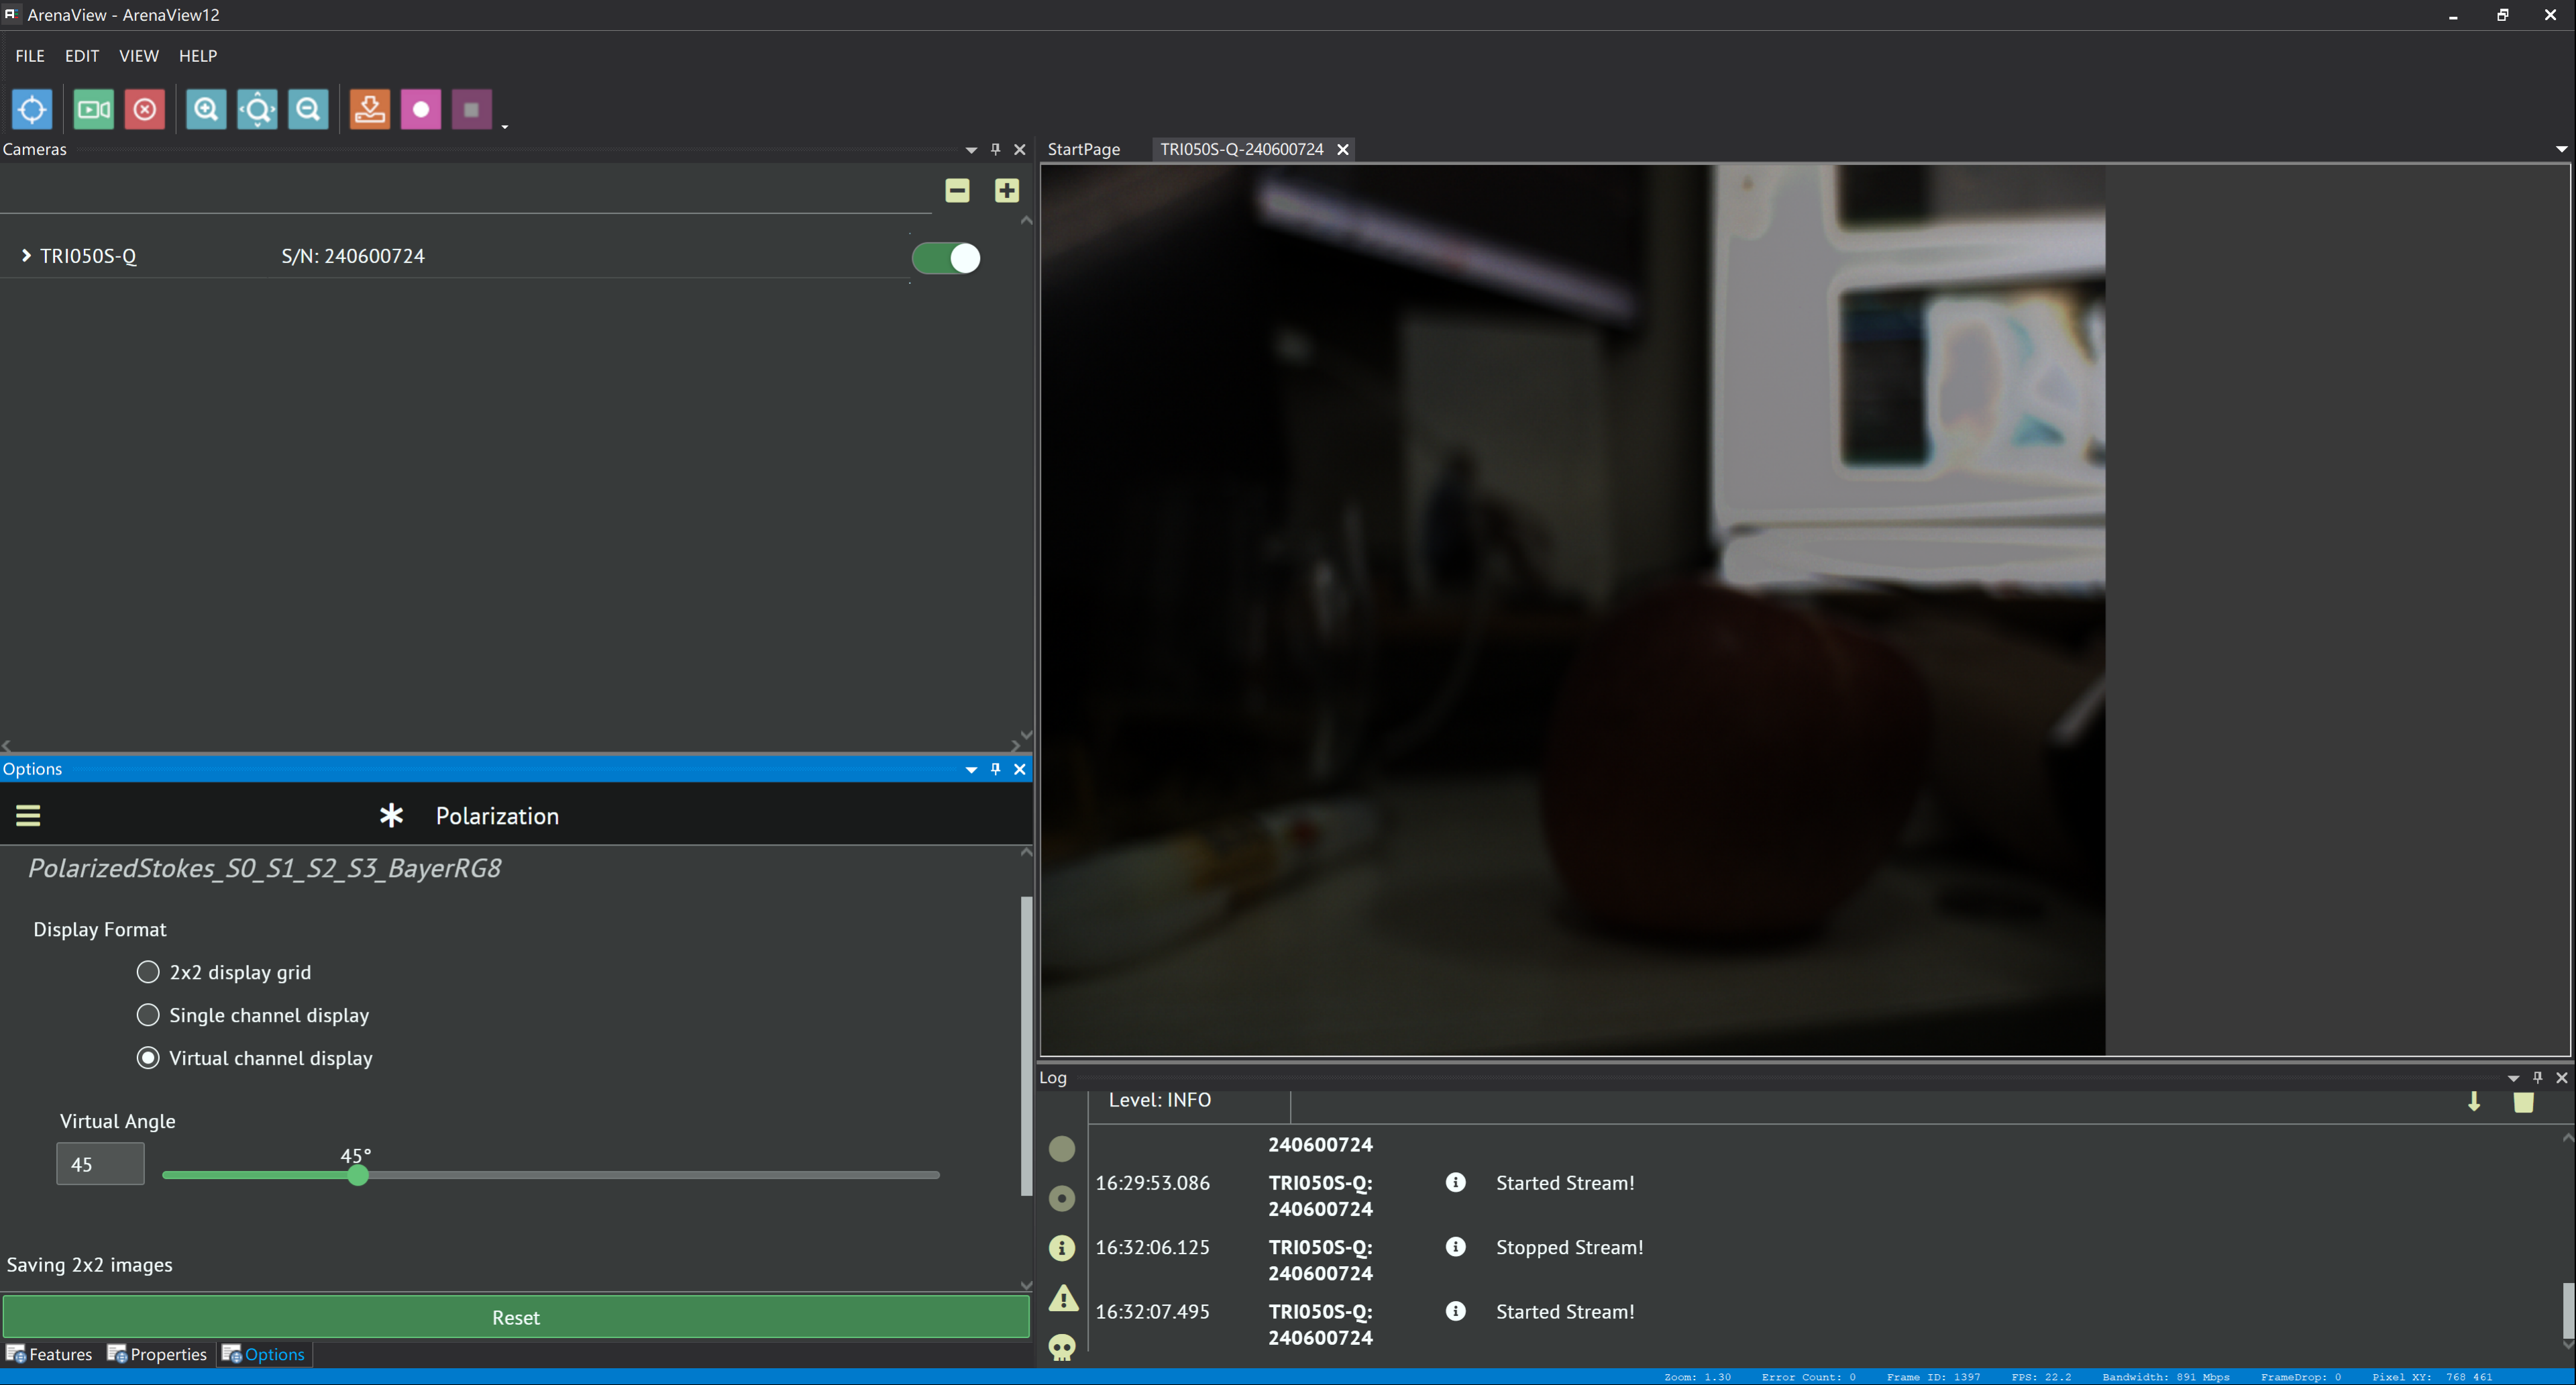 ArenaView - ArenaView12
FILE EDIT VIEW HELP
Cameras
StartPage TRI050S-Q-240600724
TRI050S-Q S/N: 240600724
Options
Polarization
PolarizedStokes_S0_S1_S2_S3_BayerRG8
Display Format
2x2 display grid
Single channel display
Virtual channel display
Virtual Angle
45 45°
Saving 2x2 images
Reset
Features Properties Options
Log
Level: INFO
240600724
16:29:53.086 TRI050S-Q: Started Stream!
240600724
16:32:06.125 TRI050S-Q: Stopped Stream!
240600724
16:32:07.495 TRI050S-Q: Started Stream!
240600724
Zoom: 1.30 Error Count: 0 Frame ID: 1397 FPS: 22.2 Bandwidth: 891 Mbps FrameDrop: 0 Pixel XY: 768 461